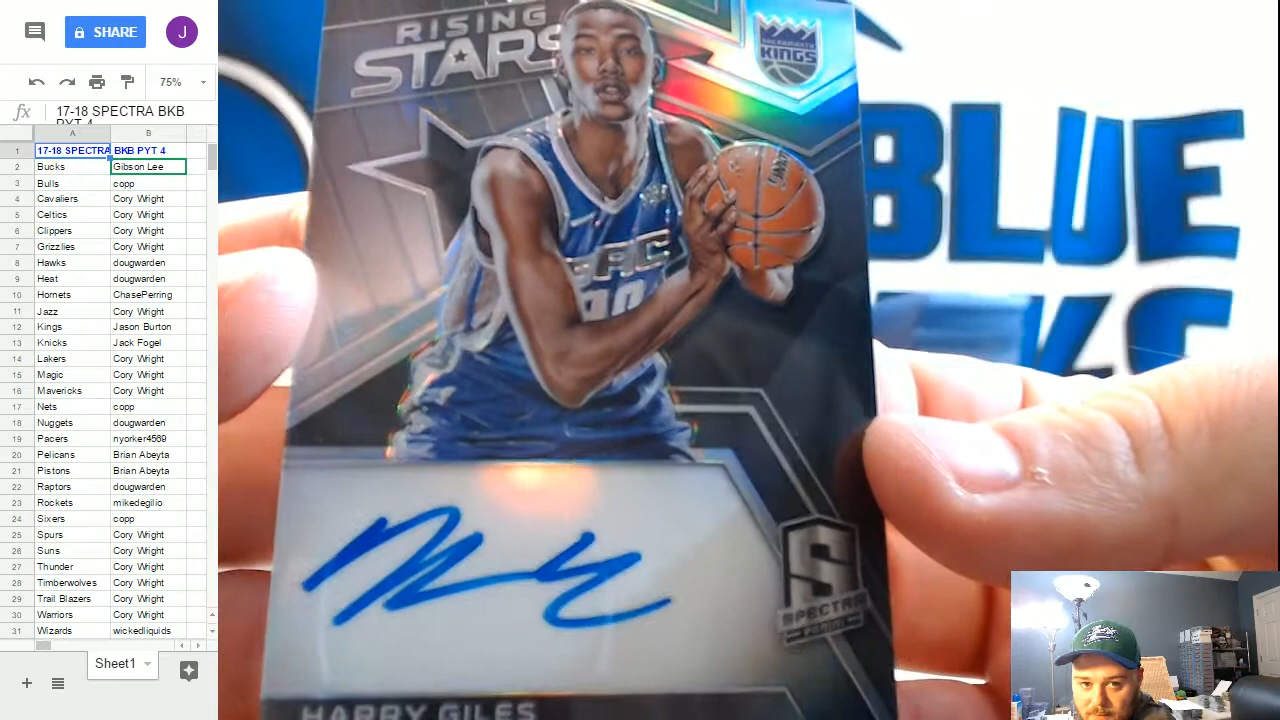 SHARE
J
75%
fx 17-18 SPECTRA BKB
PYT 4
A B
1 17-18 SPECTRA BKB PYT 4
2 Bucks Gibson Lee
3 Bulls copp
4 Cavaliers Cory Wright
5 Celtics Cory Wright
6 Clippers Cory Wright
7 Grizzlies Cory Wright
8 Hawks dougwarden
9 Heat dougwarden
10 Hornets ChasePerring
11 Jazz Cory Wright
12 Kings Jason Burton
13 Knicks Jack Fogel
14 Lakers Cory Wright
15 Magic Cory Wright
16 Mavericks Cory Wright
17 Nets copp
18 Nuggets dougwarden
19 Pacers nyorker4569
20 Pelicans Brian Abeyta
21 Pistons Brian Abeyta
22 Raptors dougwarden
23 Rockets mikedegilio
24 Sixers copp
25 Spurs Cory Wright
26 Suns Cory Wright
27 Thunder Cory Wright
28 Timberwolves Cory Wright
29 Trail Blazers Cory Wright
30 Warriors Cory Wright
31 Wizards wickedliquids
Sheet1
RISING
STARS
SACRAMENTO
KINGS
SAC
S
SPECTRA
PANINI
HARRY GILES
BLUE